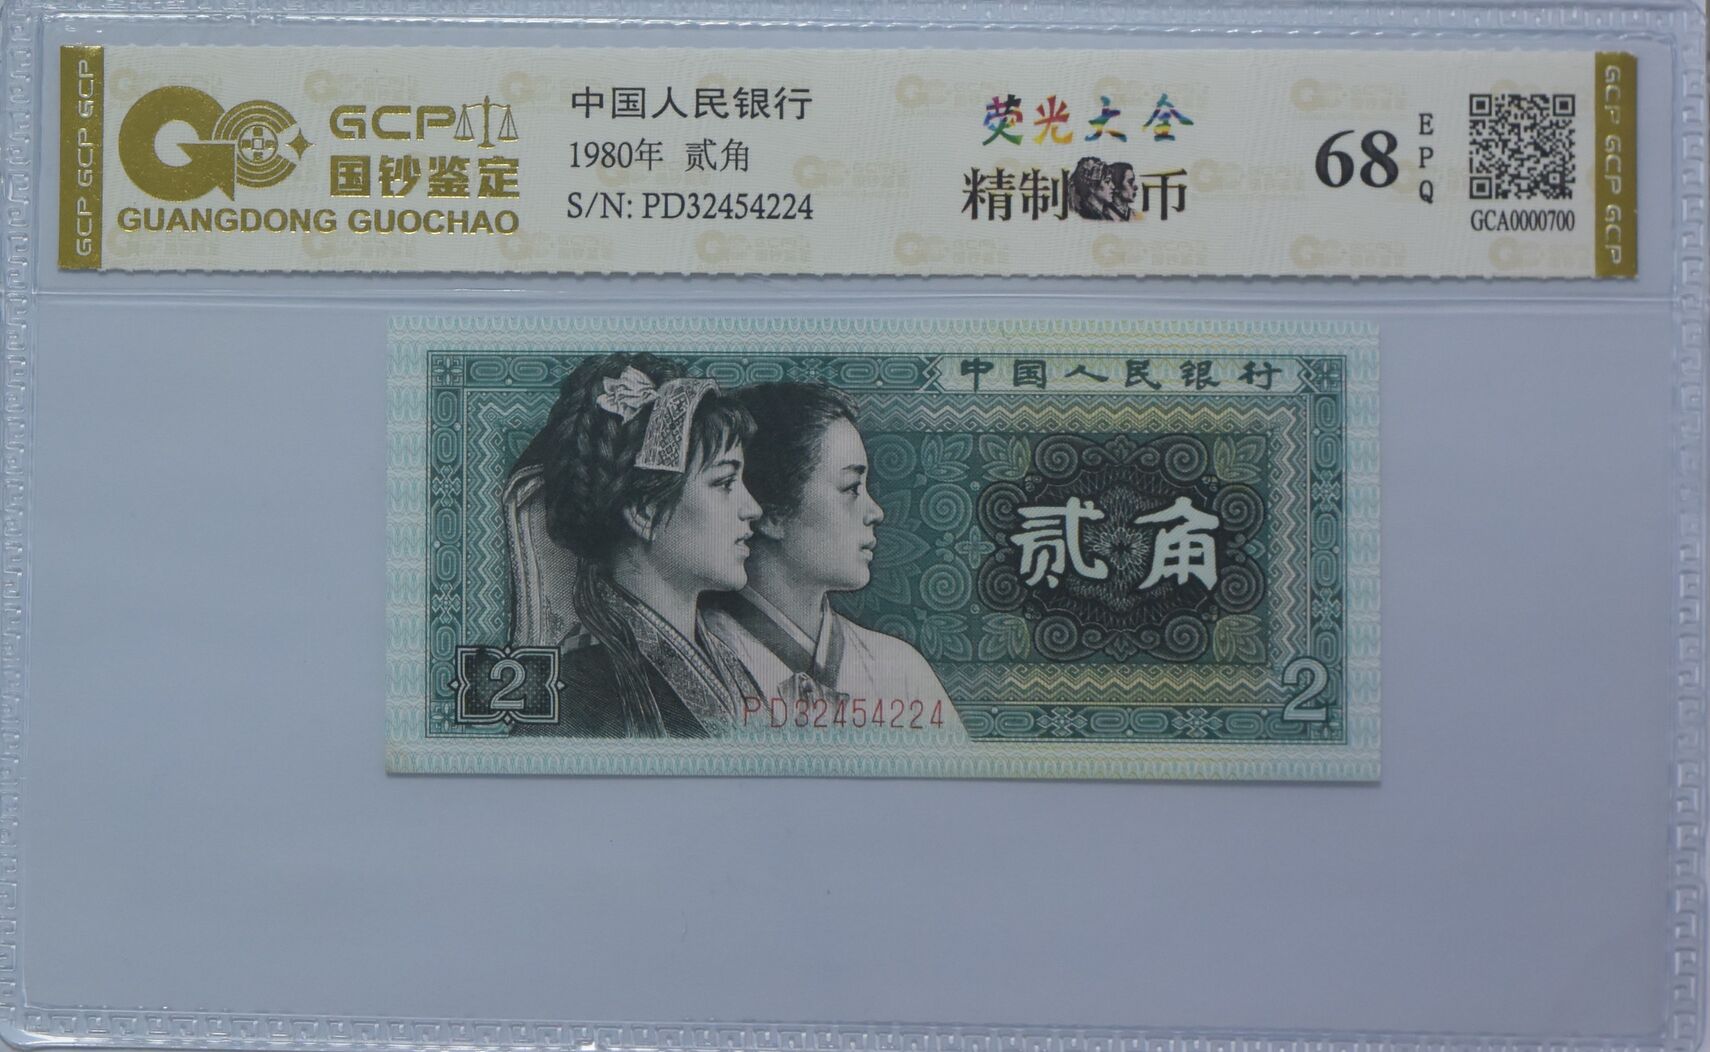 GCP GCP GCP
GCP
国钞鉴定
GUANGDONG GUOCHAO
中国人民银行
1980年 贰角
S/N: PD32454224
荧光大全
精制 币
68
EPQ
GCA0000700
GCP GCP GCP
中国人民银行
贰角
2
PD32454224
2